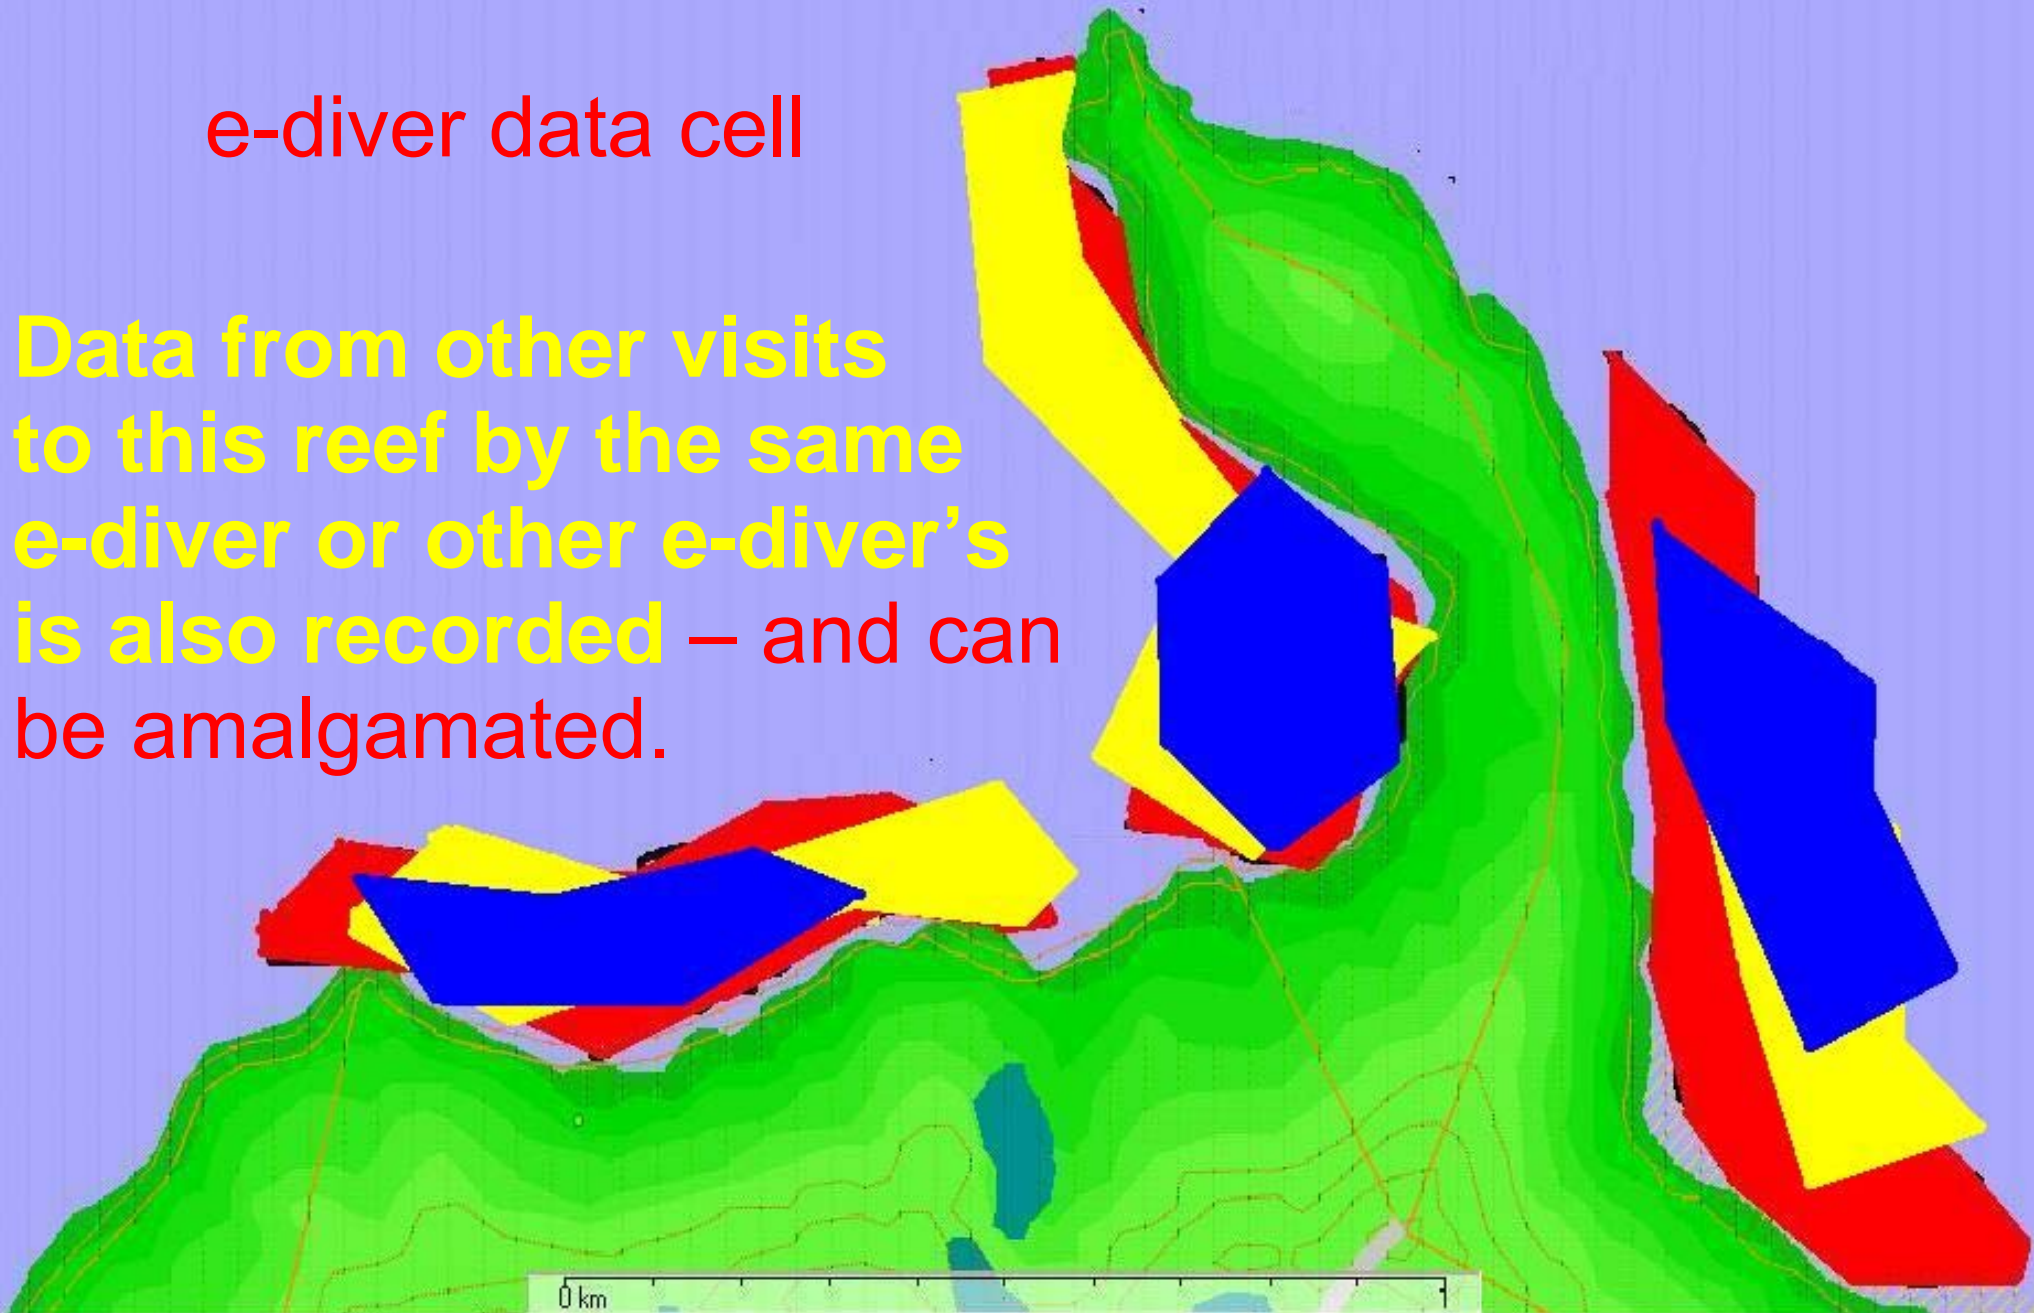 e-diver data cell
Data from other visits
to this reef by the same
e-diver or other e-diver’s
is also recorded – and can
be amalgamated.
0 km 1